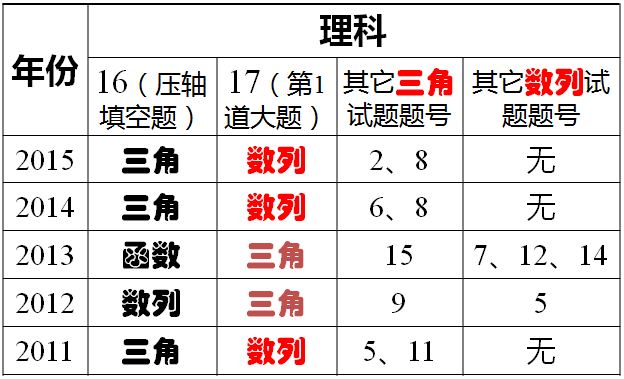 理科
年份
16（压轴
填空题）
17（第1
道大题）
其它三角
试题题号
其它数列试
题题号
2015 三角 数列 2、8 无
2014 三角 数列 6、8 无
2013 函数 三角 15 7、12、14
2012 数列 三角 9 5
2011 三角 数列 5、11 无